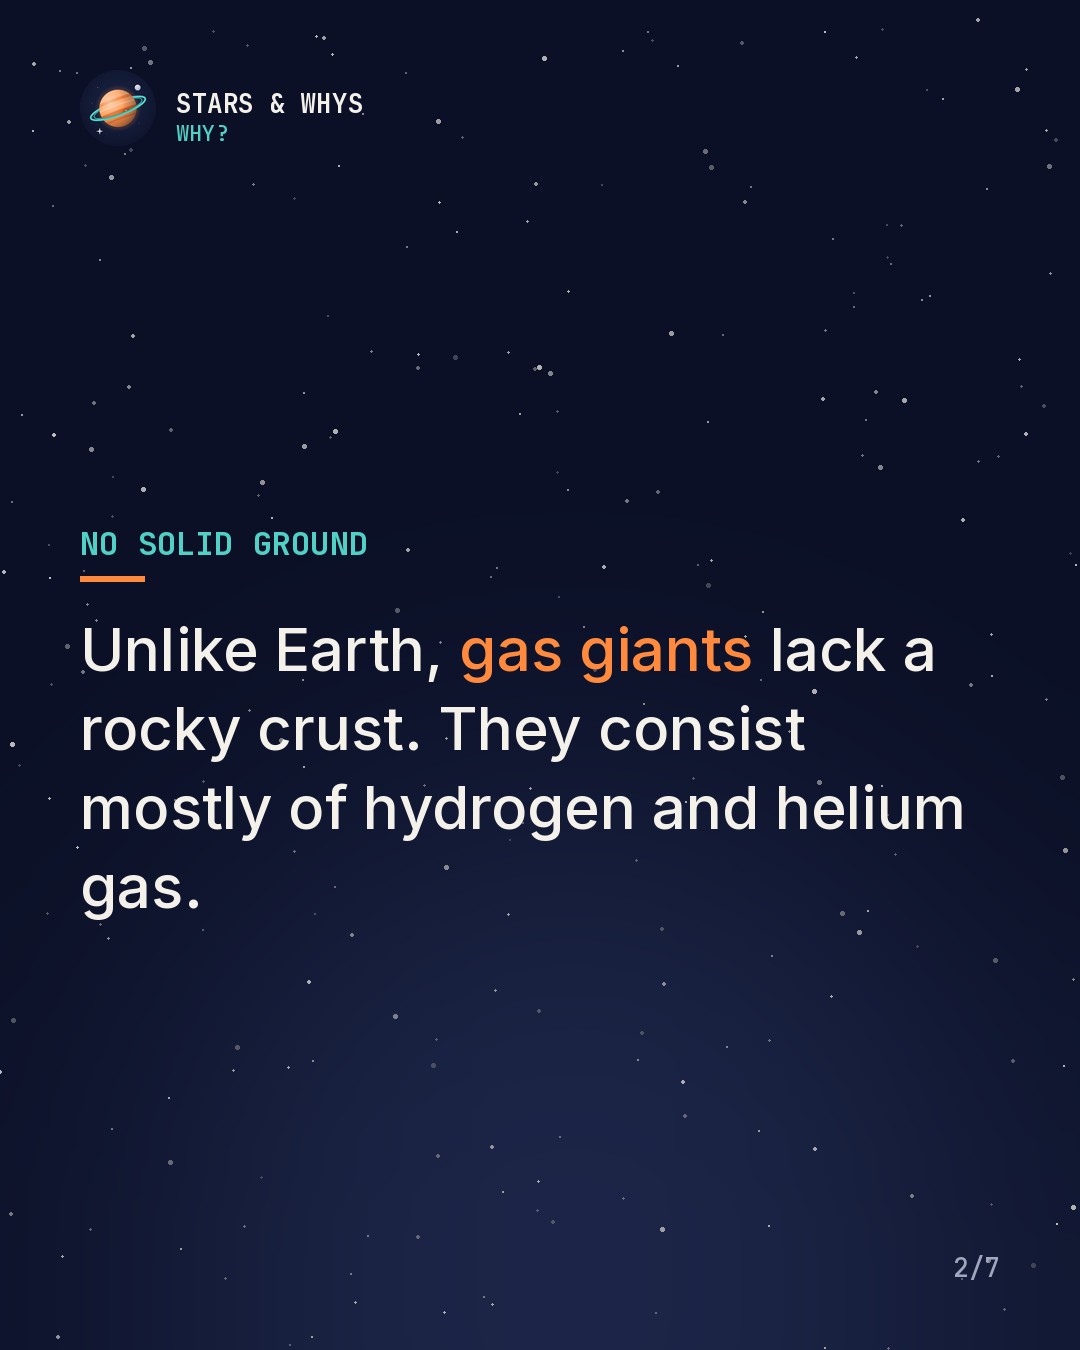 STARS & WHYS
WHY?
NO SOLID GROUND
Unlike Earth, gas giants lack a
rocky crust. They consist
mostly of hydrogen and helium
gas.
2/7